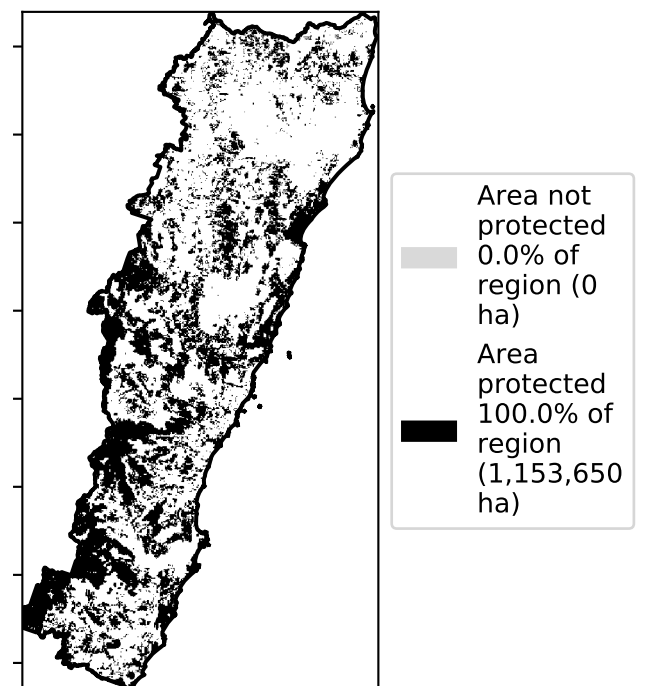 Area not
protected
0.0% of
region (0
ha)
Area
protected
100.0% of
region
(1,153,650
ha)